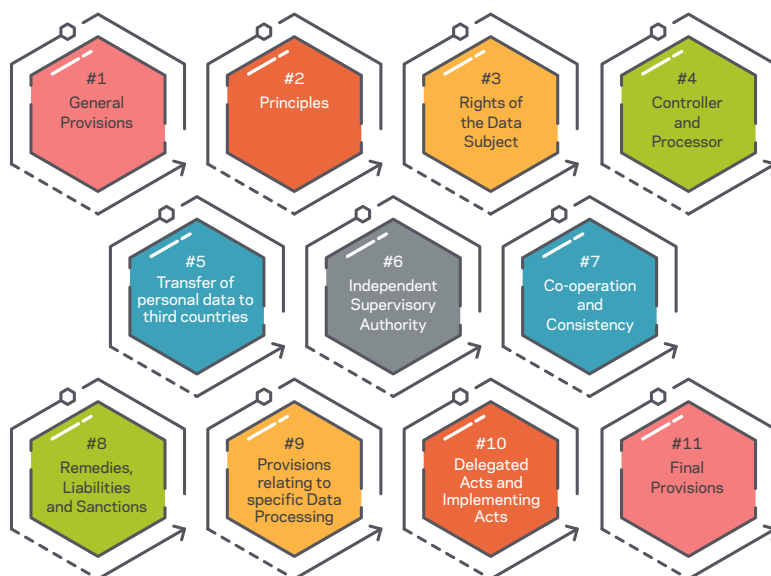 #1
General
Provisions
#2
Principles
#3
Rights of
the Data
Subject
#4
Controller
and
Processor
#5
Transfer of
personal data to
third countries
#6
Independent
Supervisory
Authority
#7
Co-operation
and
Consistency
#8
Remedies,
Liabilities
and Sanctions
#9
Provisions
relating to
specific Data
Processing
#10
Delegated
Acts and
Implementing
Acts
#11
Final
Provisions